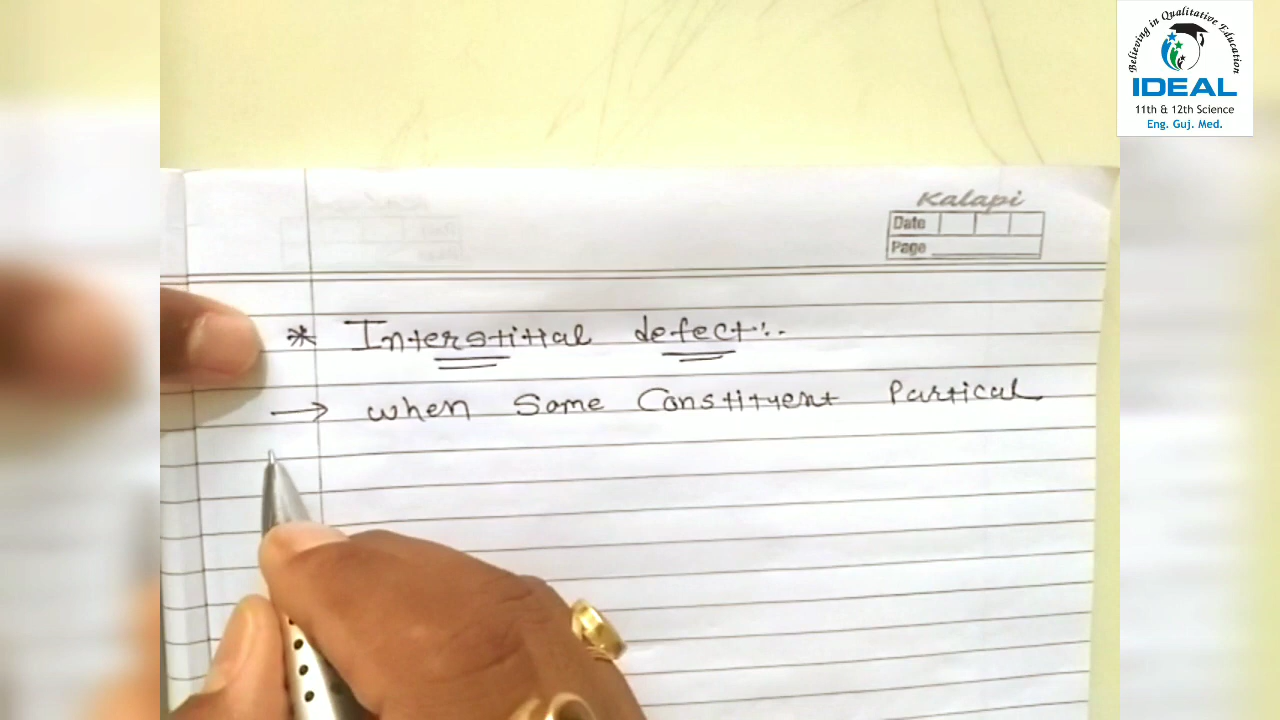 Believing in Qualitative Education
IDEAL
11th & 12th Science
Eng. Guj. Med.
Kalapi
Date
Page
* Interstitial defect:-
→ when Some Constituent Partical